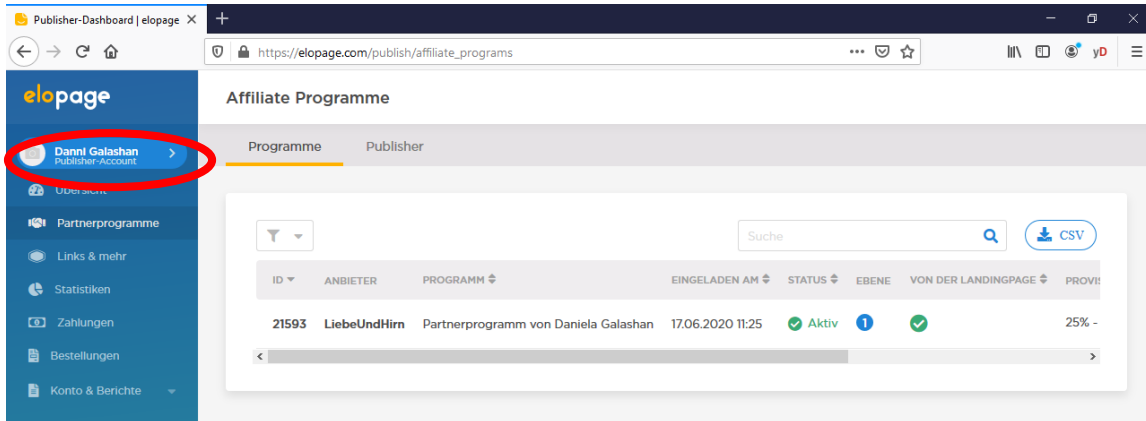 Publisher-Dashboard | elopage
https://elopage.com/publish/affiliate_programs
yD
elopage
Affiliate Programme
Danni Galashan
Publisher-Account
Programme Publisher
Übersicht
Partnerprogramme
Links & mehr
Statistiken
Zahlungen
Bestellungen
Konto & Berichte
Suche
CSV
ID ANBIETER PROGRAMM EINGELADEN AM STATUS EBENE VON DER LANDINGPAGE
21593 LiebeUndHirn Partnerprogramm von Daniela Galashan 17.06.2020 11:25 Aktiv 1 25% -